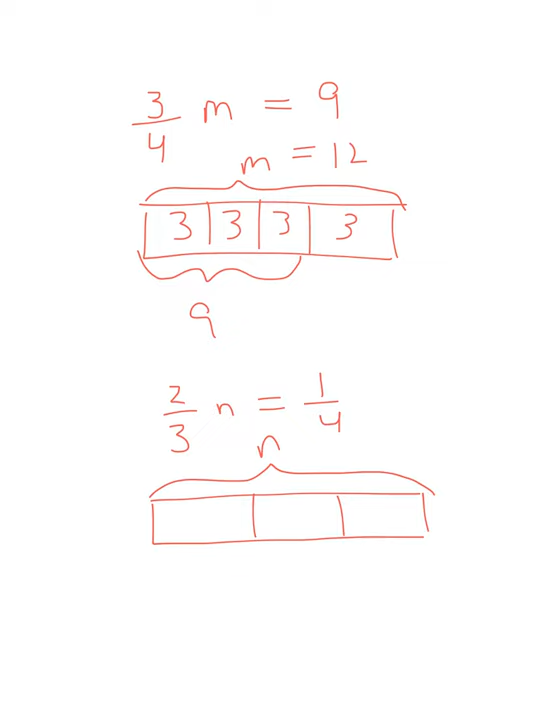 3/4 m = 9
m = 12
3 3 3 3
9
2/3 n = 1/4
n